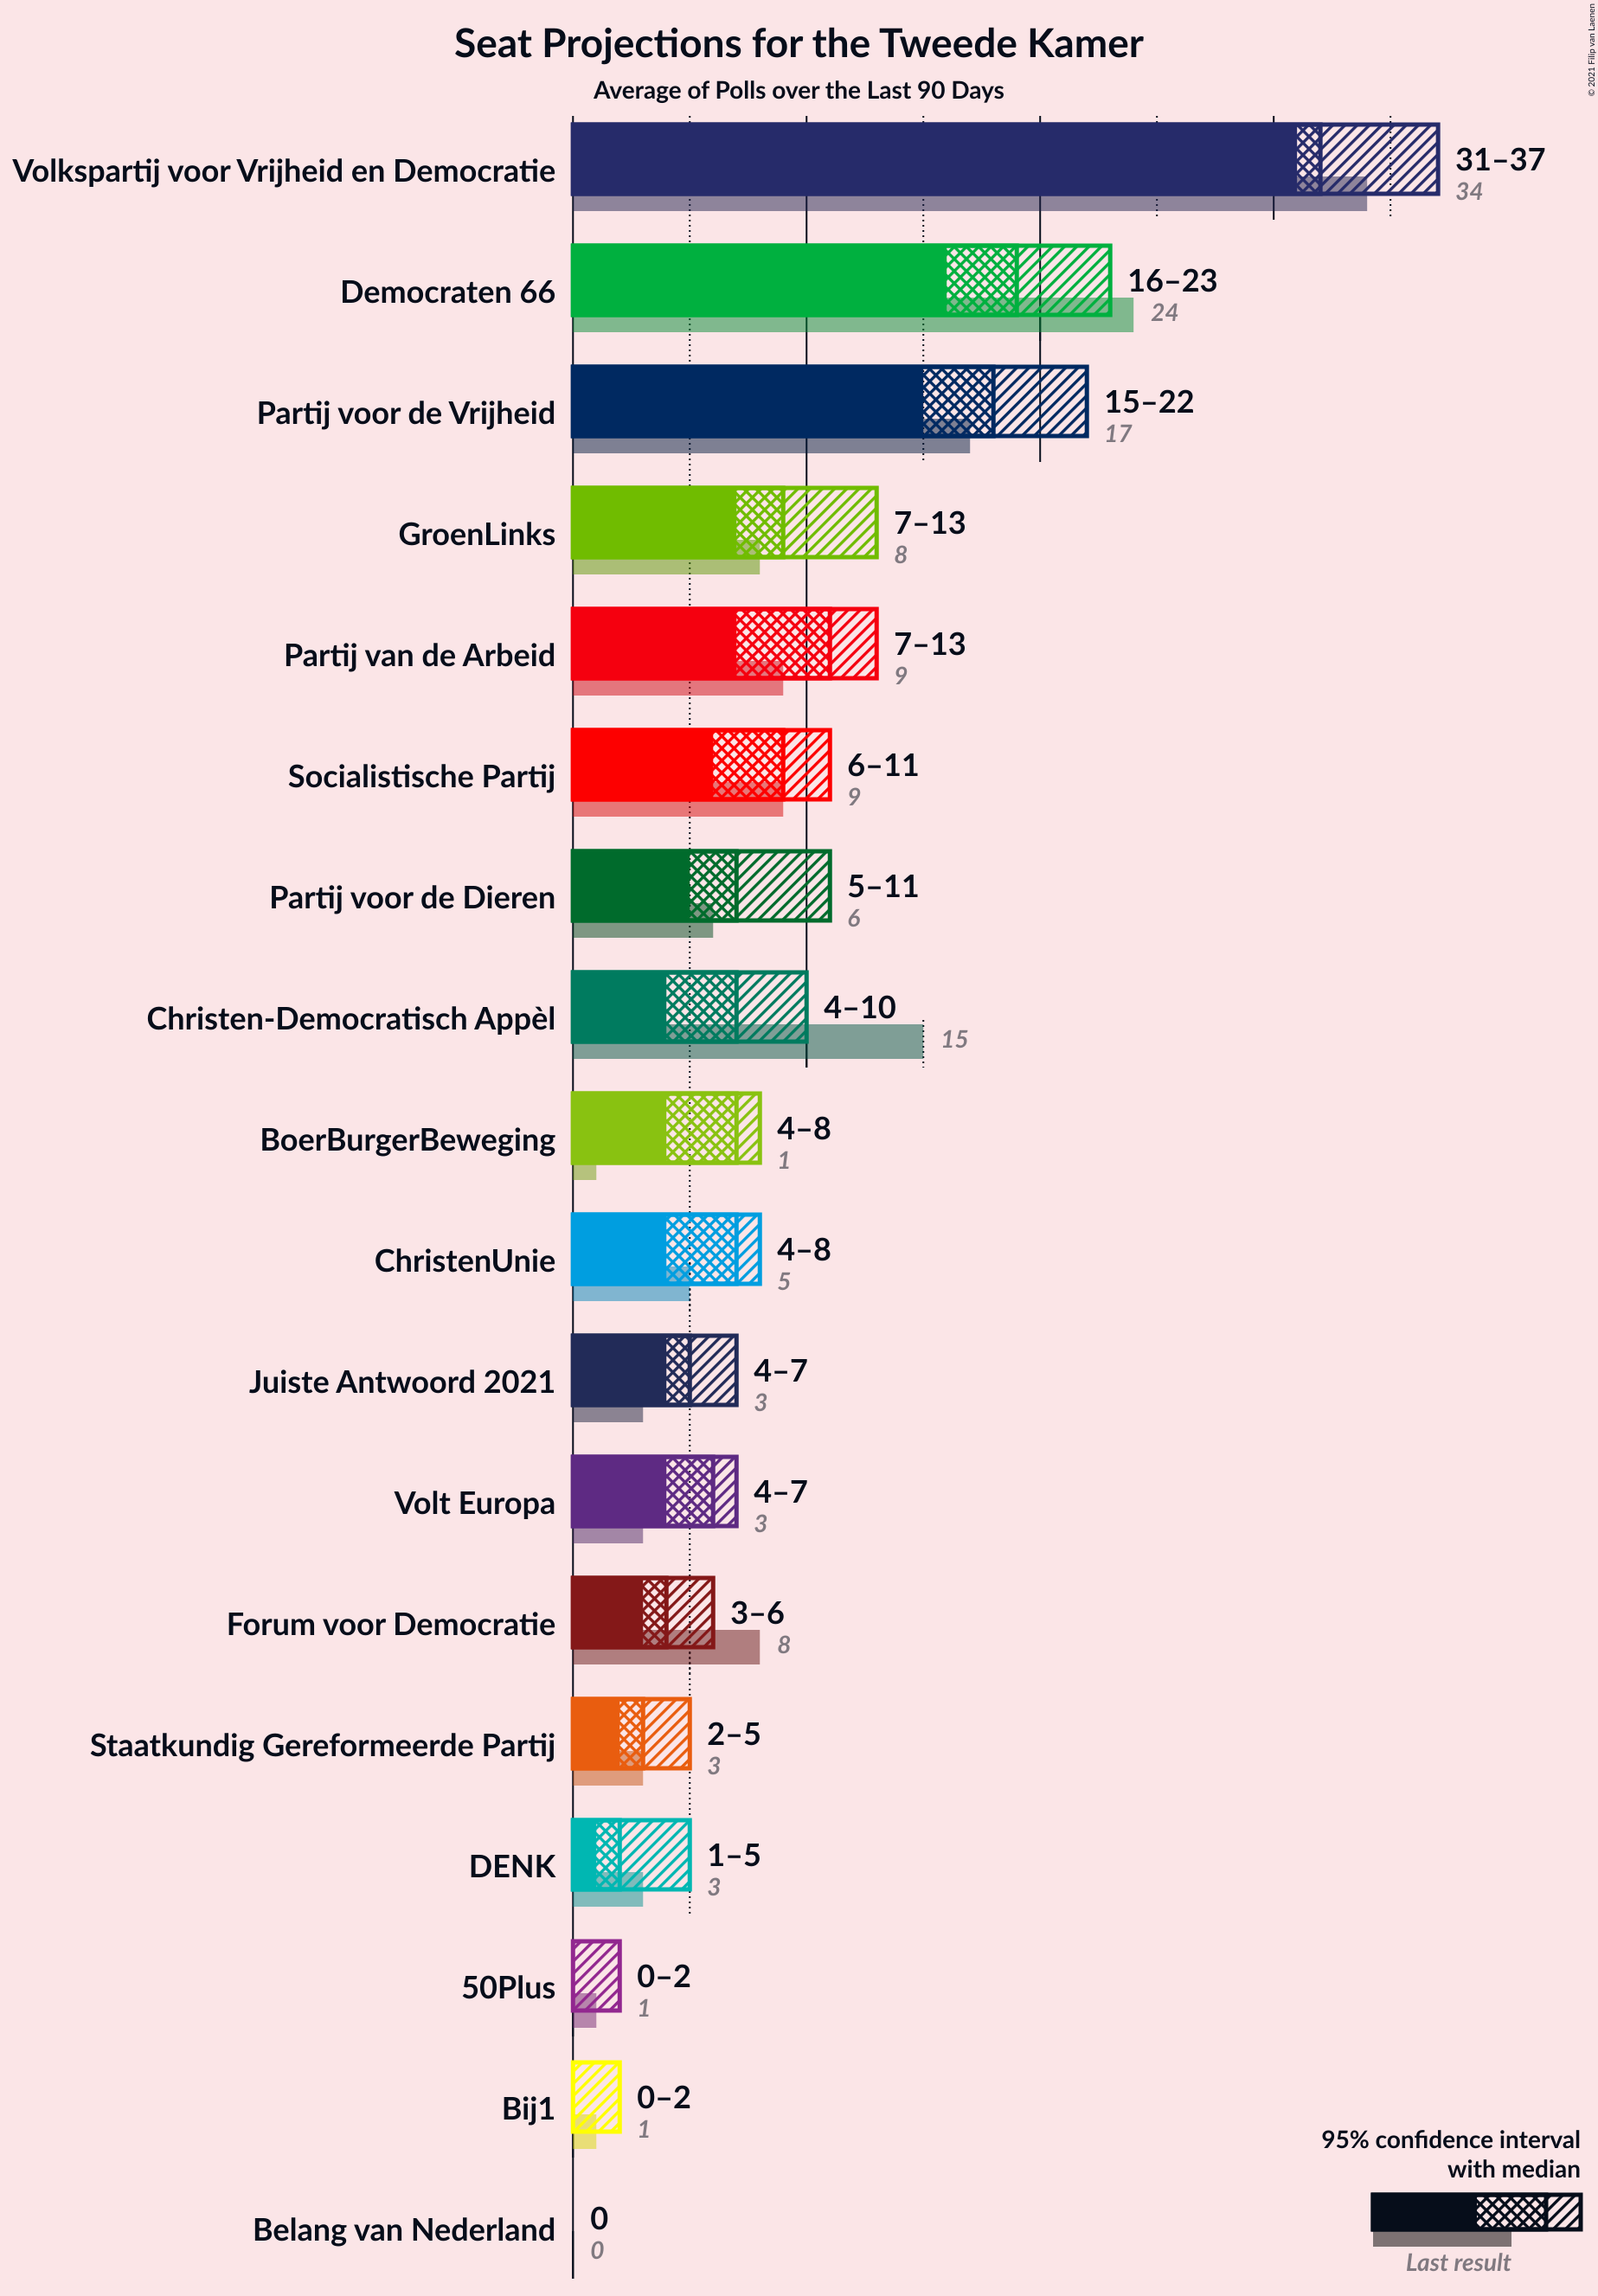 Seat Projections for the Tweede Kamer
Average of Polls over the Last 90 Days
© 2021 Filip van Laenen
Volkspartij voor Vrijheid en Democratie
31–37
34
Democraten 66
16–23
24
Partij voor de Vrijheid
15–22
17
GroenLinks
7–13
8
Partij van de Arbeid
7–13
9
Socialistische Partij
6–11
9
Partij voor de Dieren
5–11
6
Christen-Democratisch Appèl
4–10
15
BoerBurgerBeweging
4–8
1
ChristenUnie
4–8
5
Juiste Antwoord 2021
4–7
3
Volt Europa
4–7
3
Forum voor Democratie
3–6
8
Staatkundig Gereformeerde Partij
2–5
3
DENK
1–5
3
50Plus
0–2
1
Bij1
0–2
1
Belang van Nederland
0
0
95% confidence interval
with median
Last result